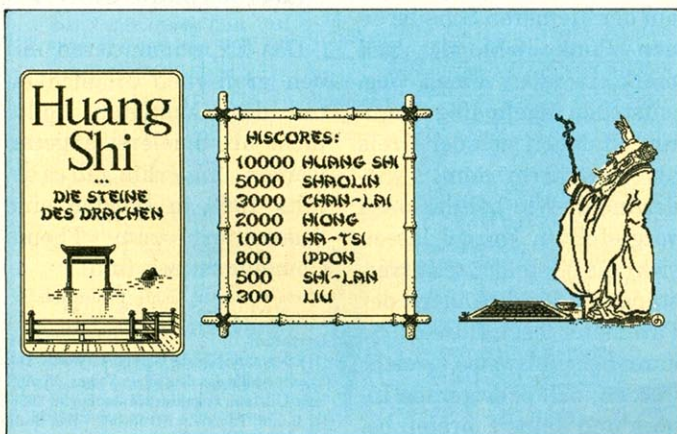 Huang
Shi
...
DIE STEINE
DES DRACHEN
HISCORES:
10000 HUANG SHI
5000 SHAOLIN
3000 CHAN-LAI
2000 HIONG
1000 HA-TSI
800 IPPON
500 SHI-LAN
300 LIU